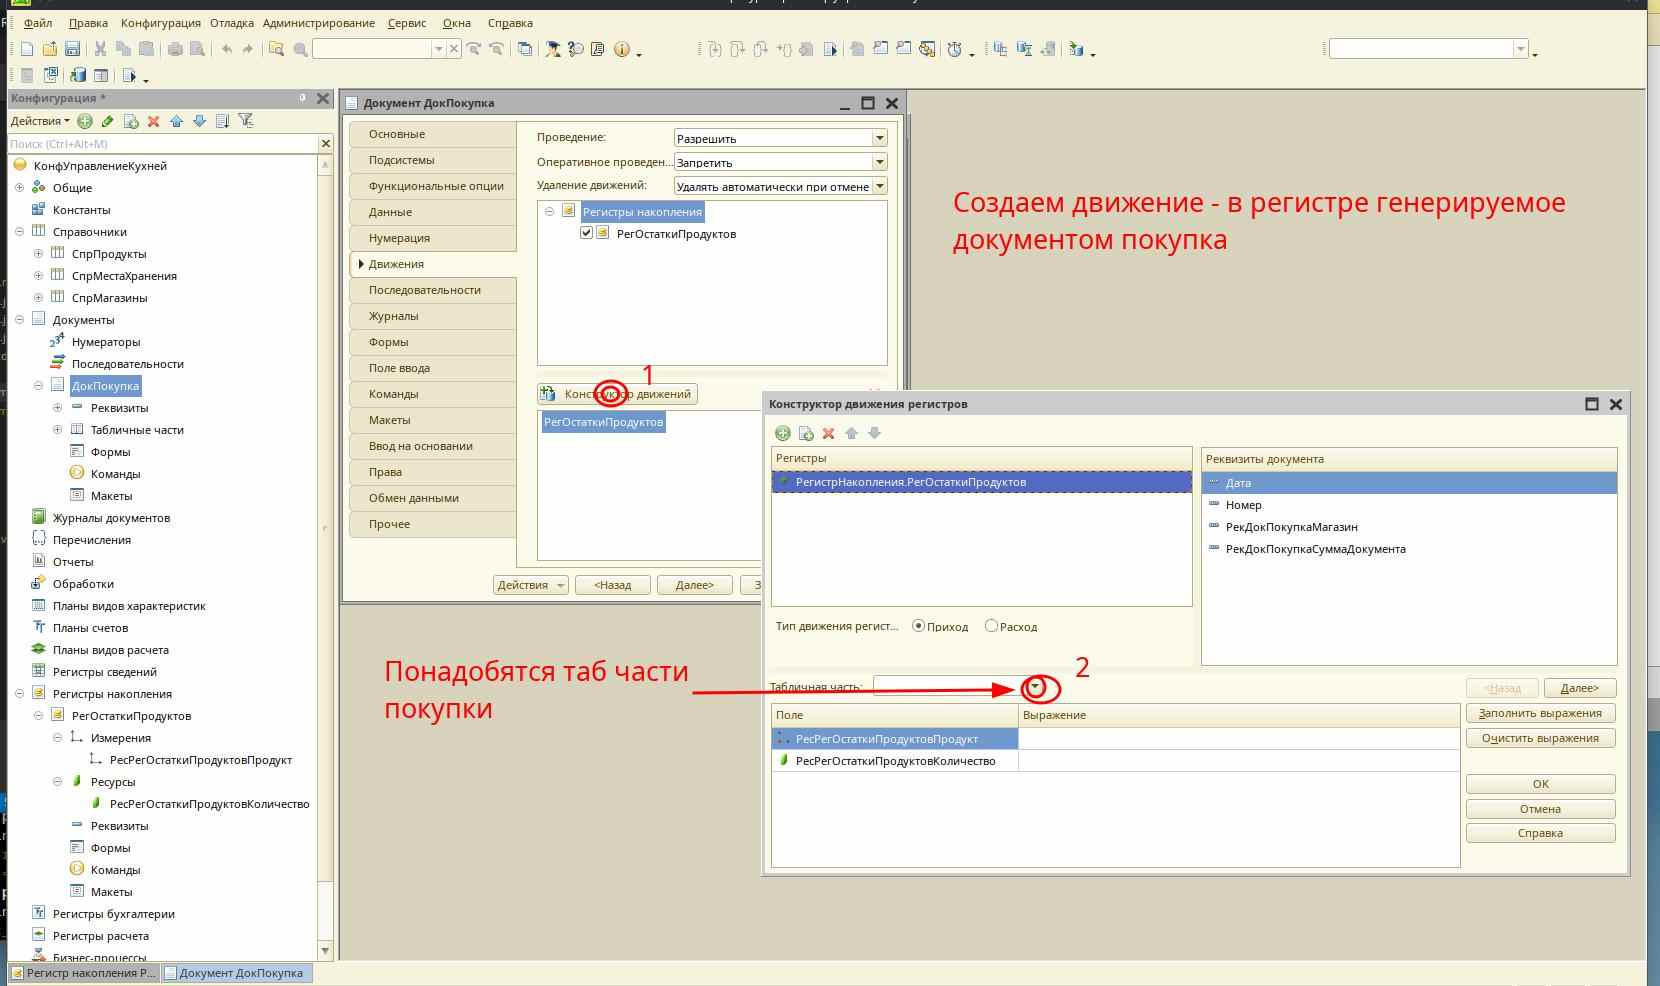 Файл Правка Конфигурация Отладка Администрирование Сервис Окна Справка
Конфигурация *
Действия
Поиск (Ctrl+Alt+M)
КонфУправлениеКухней
Общие
Константы
Справочники
СпрПродукты
СпрМестаХранения
СпрМагазины
Документы
Нумераторы
Последовательности
ДокПокупка
Реквизиты
Табличные части
Формы
Команды
Макеты
Журналы документов
Перечисления
Отчеты
Обработки
Планы видов характеристик
Планы счетов
Планы видов расчета
Регистры сведений
Регистры накопления
РегОстаткиПродуктов
Измерения
РесРегОстаткиПродуктовПродукт
Ресурсы
РесРегОстаткиПродуктовКоличество
Реквизиты
Формы
Команды
Макеты
Регистры бухгалтерии
Регистры расчета
Бизнес-процессы
Документ ДокПокупка
Основные
Подсистемы
Функциональные опции
Данные
Нумерация
Движения
Последовательности
Журналы
Формы
Поле ввода
Команды
Макеты
Ввод на основании
Права
Обмен данными
Прочее
Проведение: Разрешить
Оперативное проведен... Запретить
Удаление движений: Удалять автоматически при отмене
Регистры накопления
РегОстаткиПродуктов
1
Конструктор движений
РегОстаткиПродуктов
Действия <Назад Далее> З
Создаем движение - в регистре генерируемое
документом покупка
Понадобятся таб части
покупки
Конструктор движения регистров
Регистры
РегистрНакопления.РегОстаткиПродуктов
Реквизиты документа
Дата
Номер
РекДокПокупкаМагазин
РекДокПокупкаСуммаДокумента
Тип движения регист... Приход Расход
2
Табличная часть:
<Назад Далее>
Поле Выражение
РесРегОстаткиПродуктовПродукт
РесРегОстаткиПродуктовКоличество
Заполнить выражения
Очистить выражения
OK
Отмена
Справка
Регистр накопления Р... Документ ДокПокупка